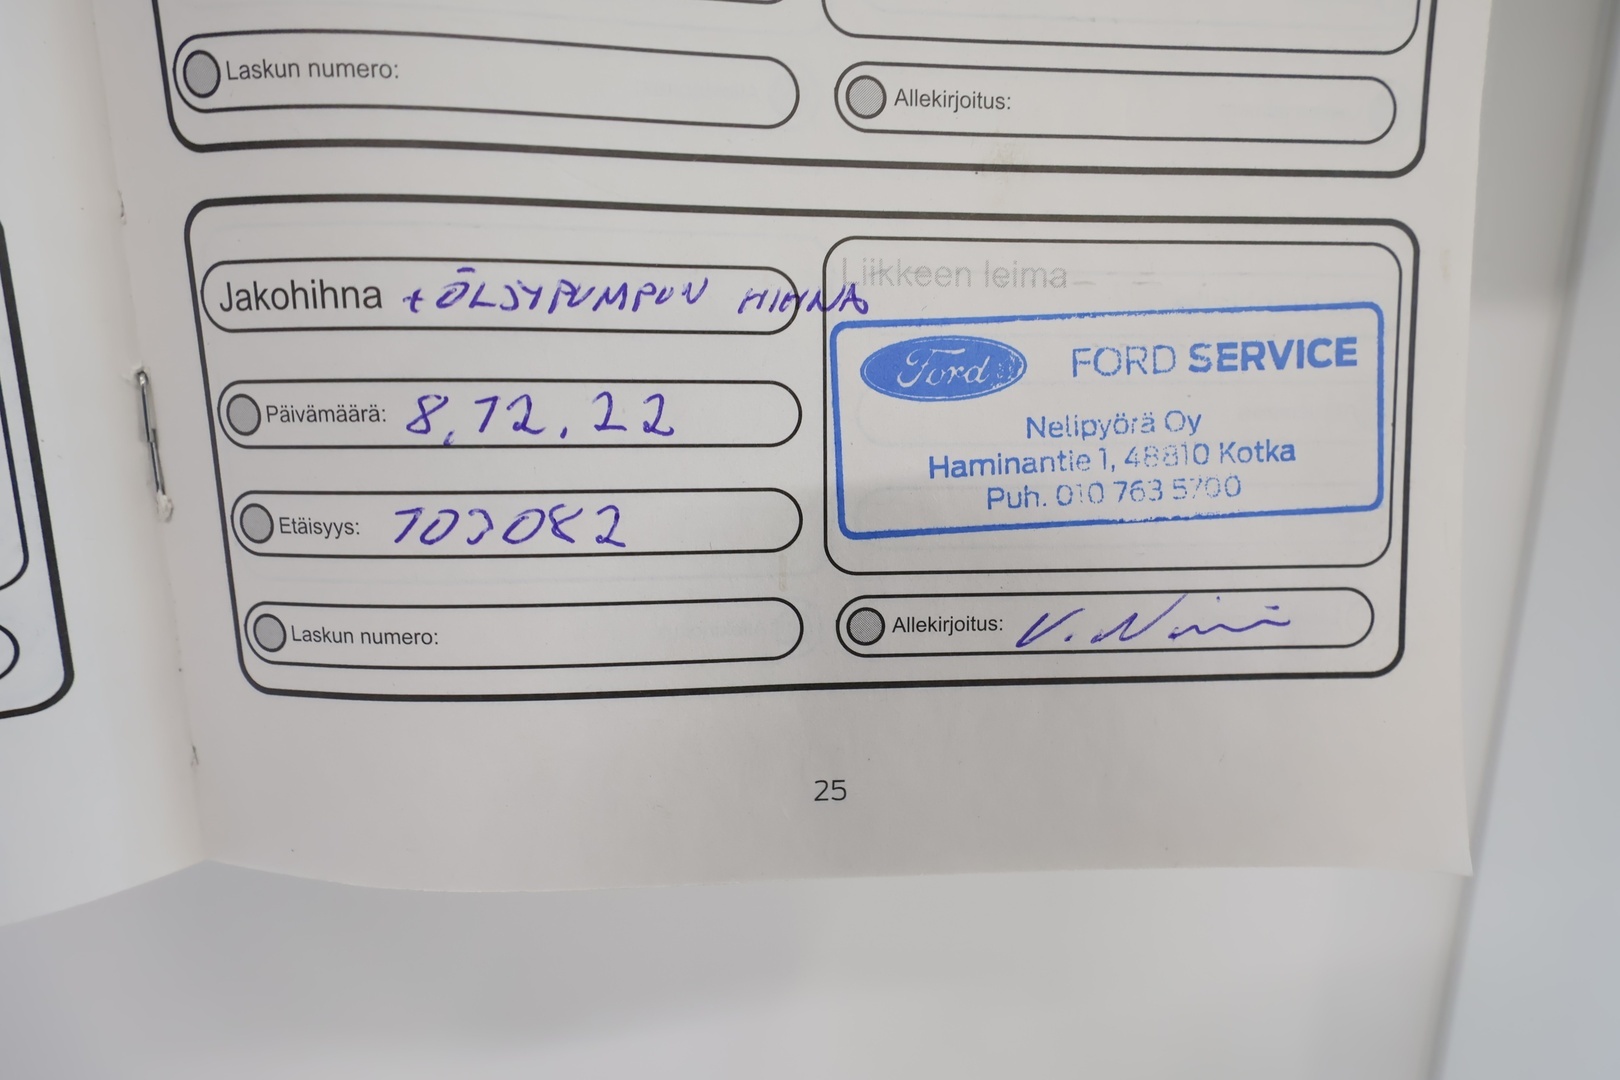 Laskun numero:
Allekirjoitus:
Jakohihna + ÖLJYPUMPUN HIHNA
Liikkeen leima
Päivämäärä: 8.12.22
Etäisyys: 103082
Laskun numero:
Ford FORD SERVICE
Nelipyörä Oy
Haminantie 1, 48810 Kotka
Puh. 010 763 5700
Allekirjoitus:
25